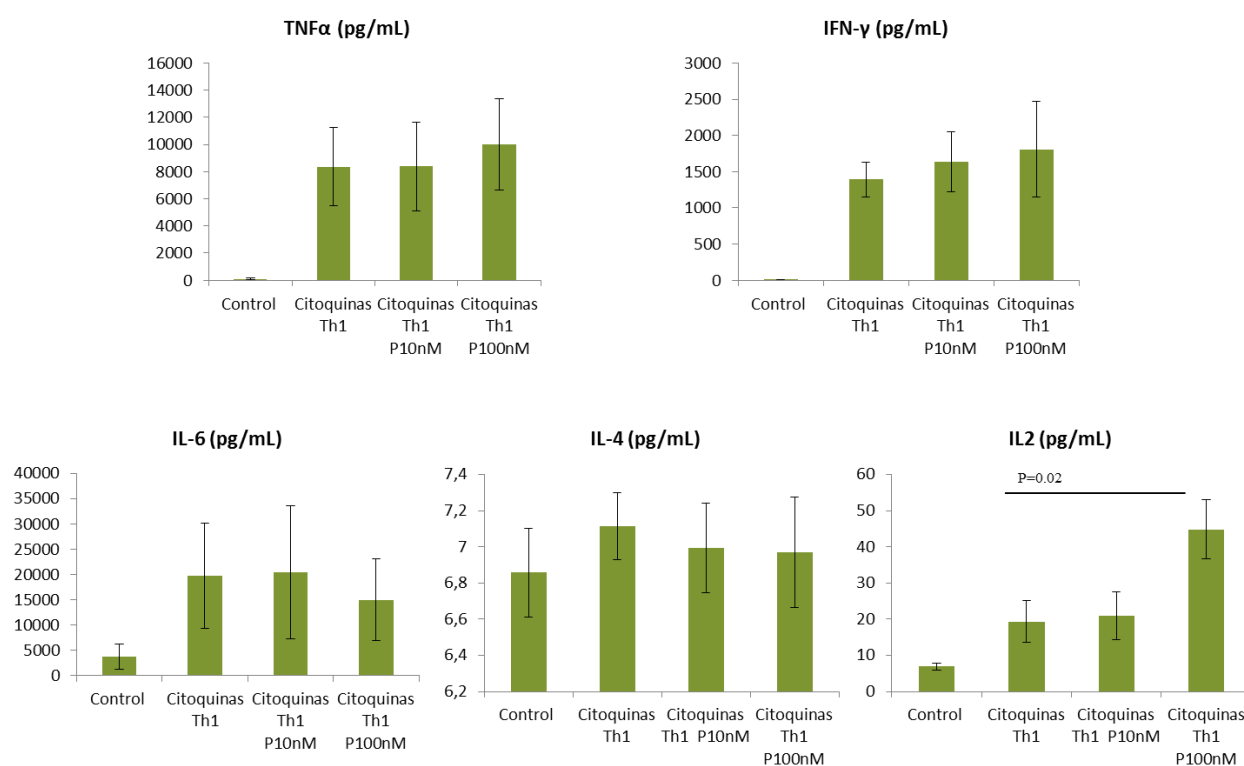 TNFα (pg/mL)
16000
14000
12000
10000
8000
6000
4000
2000
0
Control
Citoquinas
Th1
Citoquinas
Th1
P10nM
Citoquinas
Th1
P100nM
IFN-γ (pg/mL)
3000
2500
2000
1500
1000
500
0
Control
Citoquinas
Th1
Citoquinas
Th1
P10nM
Citoquinas
Th1
P100nM
IL-6 (pg/mL)
40000
35000
30000
25000
20000
15000
10000
5000
0
Control
Citoquinas
Th1
Citoquinas
Th1
P10nM
Citoquinas
Th1
P100nM
IL-4 (pg/mL)
7,4
7,2
7
6,8
6,6
6,4
6,2
Control
Citoquinas
Th1
Citoquinas
Th1 P10nM
Citoquinas
Th1
P100nM
IL2 (pg/mL)
P=0.02
60
50
40
30
20
10
0
Control
Citoquinas
Th1
Citoquinas
Th1 P10nM
Citoquinas
Th1
P100nM